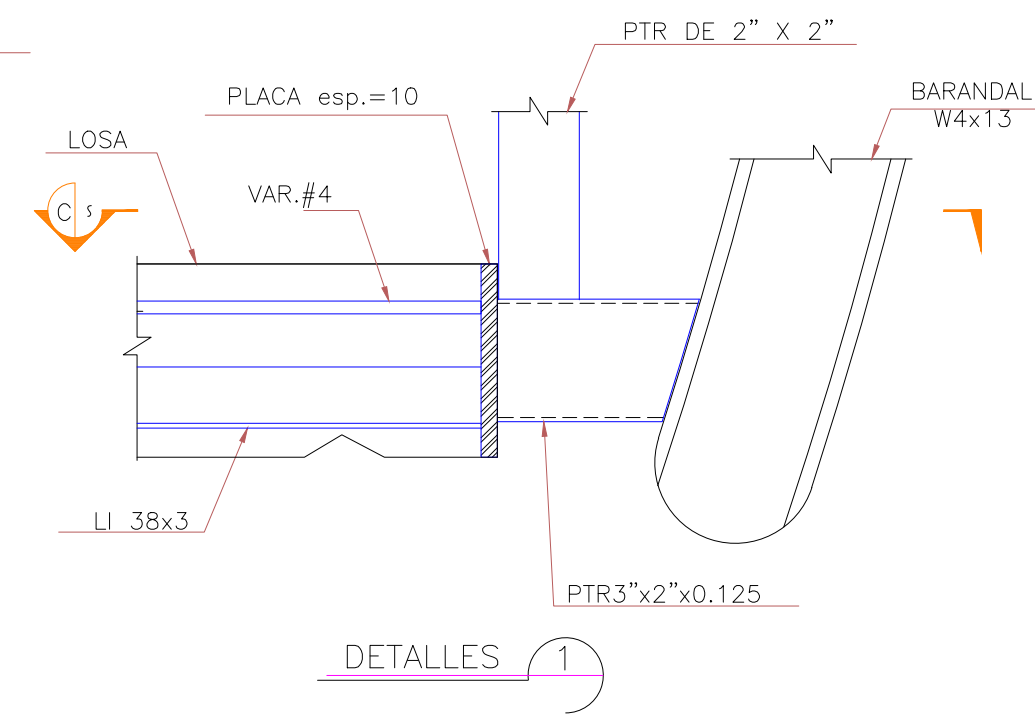 PTR DE 2” X 2”
PLACA esp.=10
BARANDAL
W4x13
LOSA
VAR.#4
C S
LI 38x3
PTR3”x2”x0.125
DETALLES 1